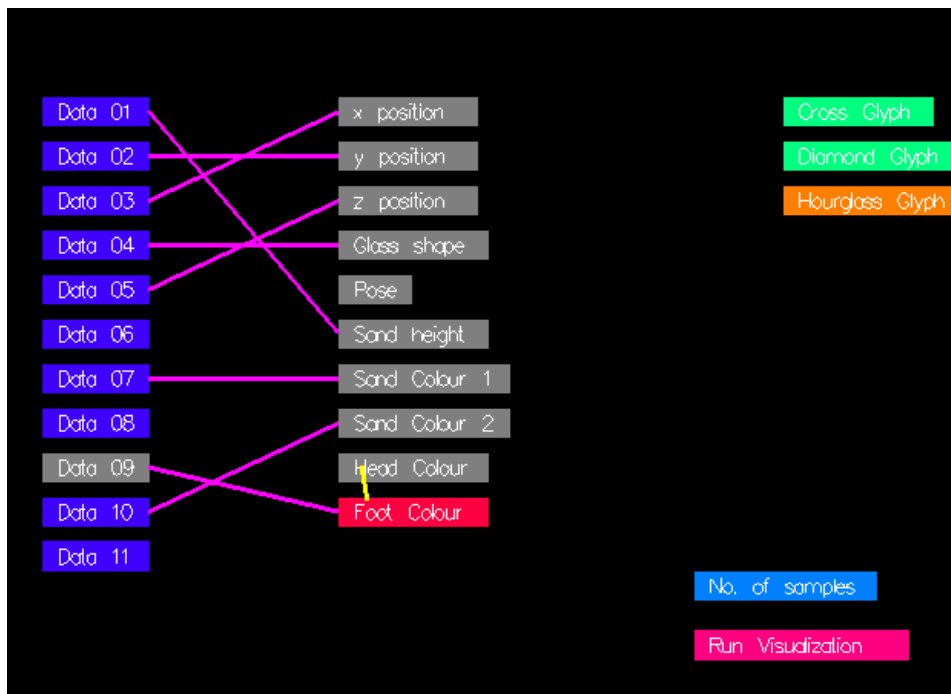 Data 01
Data 02
Data 03
Data 04
Data 05
Data 06
Data 07
Data 08
Data 09
Data 10
Data 11
x position
y position
z position
Glass shape
Pose
Sand height
Sand Colour 1
Sand Colour 2
Head Colour
Foot Colour
Cross Glyph
Diamond Glyph
Hourglass Glyph
No. of samples
Run Visualization